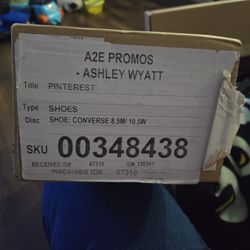 A2E PROMOS
- ASHLEY WYATT
Title PINTEREST
Type SHOES
Disc SHOE: CONVERSE 8.5M/ 10.5W
SKU 00348438
RECEIVED ID# 47316
Received ID# 47316